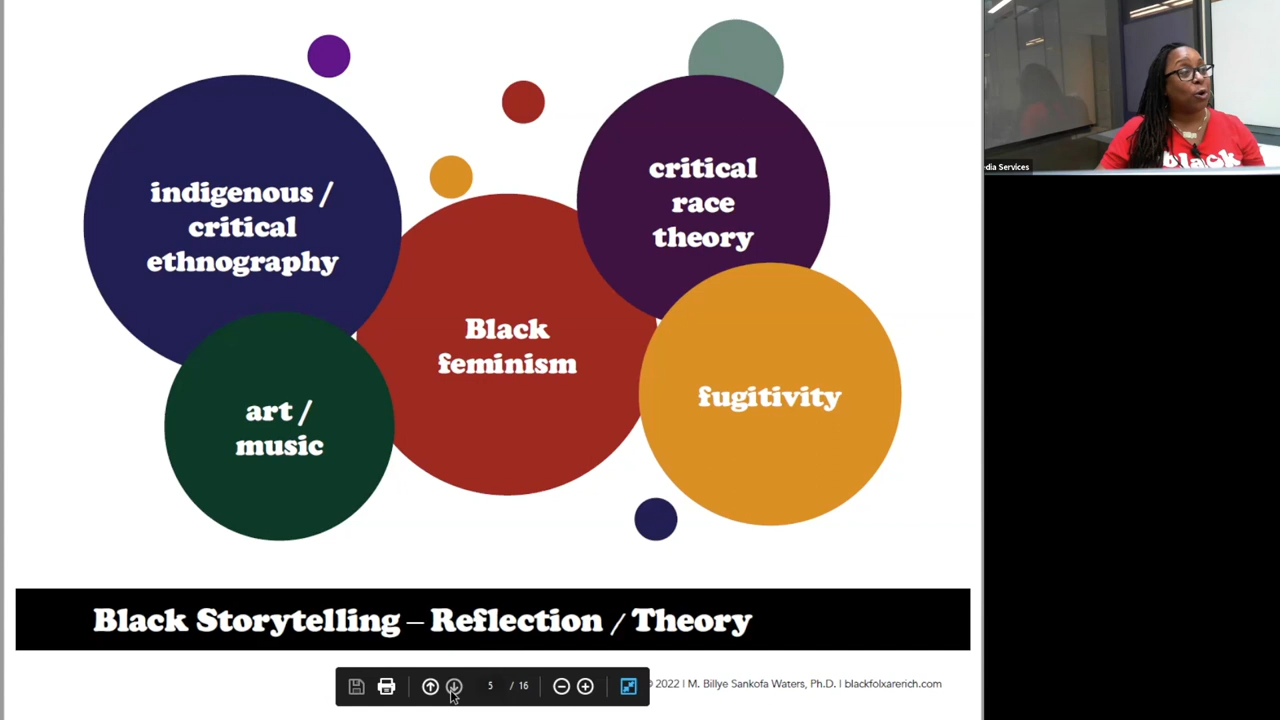 indigenous /
critical
ethnography
critical
race
theory
Black
feminism
art /
music
fugitivity
Black Storytelling – Reflection / Theory
5 / 16
2022 | M. Billye Sankofa Waters, Ph.D. | blackfolxarerich.com
Services
black